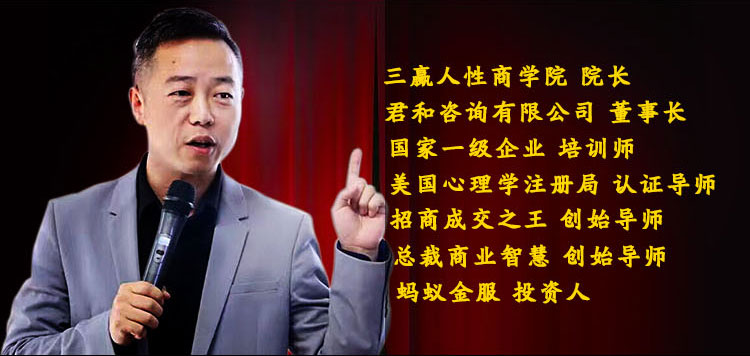 三赢人性商学院 院长
君和咨询有限公司 董事长
国家一级企业 培训师
美国心理学注册局 认证导师
招商成交之王 创始导师
总裁商业智慧 创始导师
蚂蚁金服 投资人